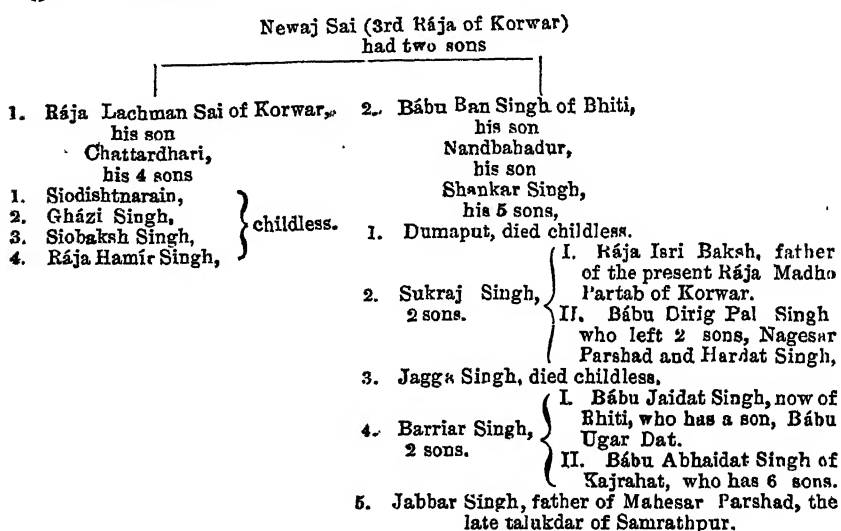 Newaj Sai (3rd Rája of Korwar)
had two sons
1. Rája Lachman Sai of Korwar,
his son
Chattardhari,
his 4 sons
1. Siodishtnarain,
2. Gházi Singh,
3. Siobaksh Singh,
4. Rája Hamír Singh,
childless.
2. Bábu Ban Singh of Bhiti,
his son
Nandbahadur,
his son
Shankar Singh,
his 5 sons,
1. Dumaput, died childless.
2. Sukraj Singh,
2 sons.
I. Rája Isri Baksh, father
of the present Rája Madho
Partab of Korwar.
II. Bábu Dirig Pal Singh
who left 2 sons, Nagesar
Parshad and Hardat Singh,
3. Jagga Singh, died childless,
4. Barriar Singh,
2 sons.
I. Bábu Jaidat Singh, now of
Bhiti, who has a son, Bábu
Ugar Dat.
II. Bábu Abhaidat Singh of
Kajrahat, who has 6 sons.
5. Jabbar Singh, father of Mahesar Parshad, the
late talukdar of Samrathpur.